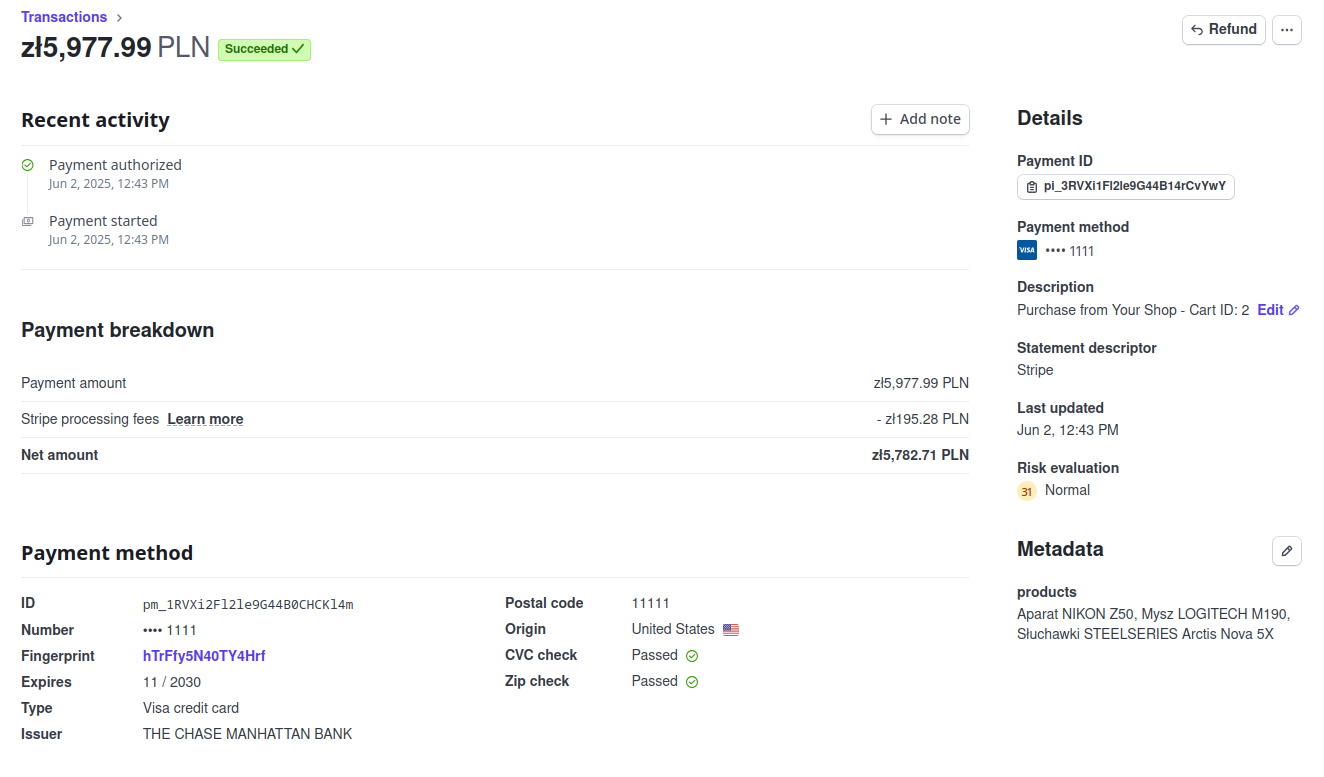 Transactions
zł5,977.99 PLN Succeeded
Refund
Recent activity
Add note
Payment authorized
Jun 2, 2025, 12:43 PM
Payment started
Jun 2, 2025, 12:43 PM
Payment breakdown
Payment amount zł5,977.99 PLN
Stripe processing fees Learn more - zł195.28 PLN
Net amount zł5,782.71 PLN
Payment method
ID pm_1RVXi2Fl2le9G44B0CHCKl4m
Number •••• 1111
Fingerprint hTrFfy5N40TY4Hrf
Expires 11 / 2030
Type Visa credit card
Issuer THE CHASE MANHATTAN BANK
Postal code 11111
Origin United States
CVC check Passed
Zip check Passed
Details
Payment ID
pi_3RVXi1Fl2le9G44B14rCvYwY
Payment method
VISA •••• 1111
Description
Purchase from Your Shop - Cart ID: 2 Edit
Statement descriptor
Stripe
Last updated
Jun 2, 12:43 PM
Risk evaluation
31 Normal
Metadata
products
Aparat NIKON Z50, Mysz LOGITECH M190,
Słuchawki STEELSERIES Arctis Nova 5X